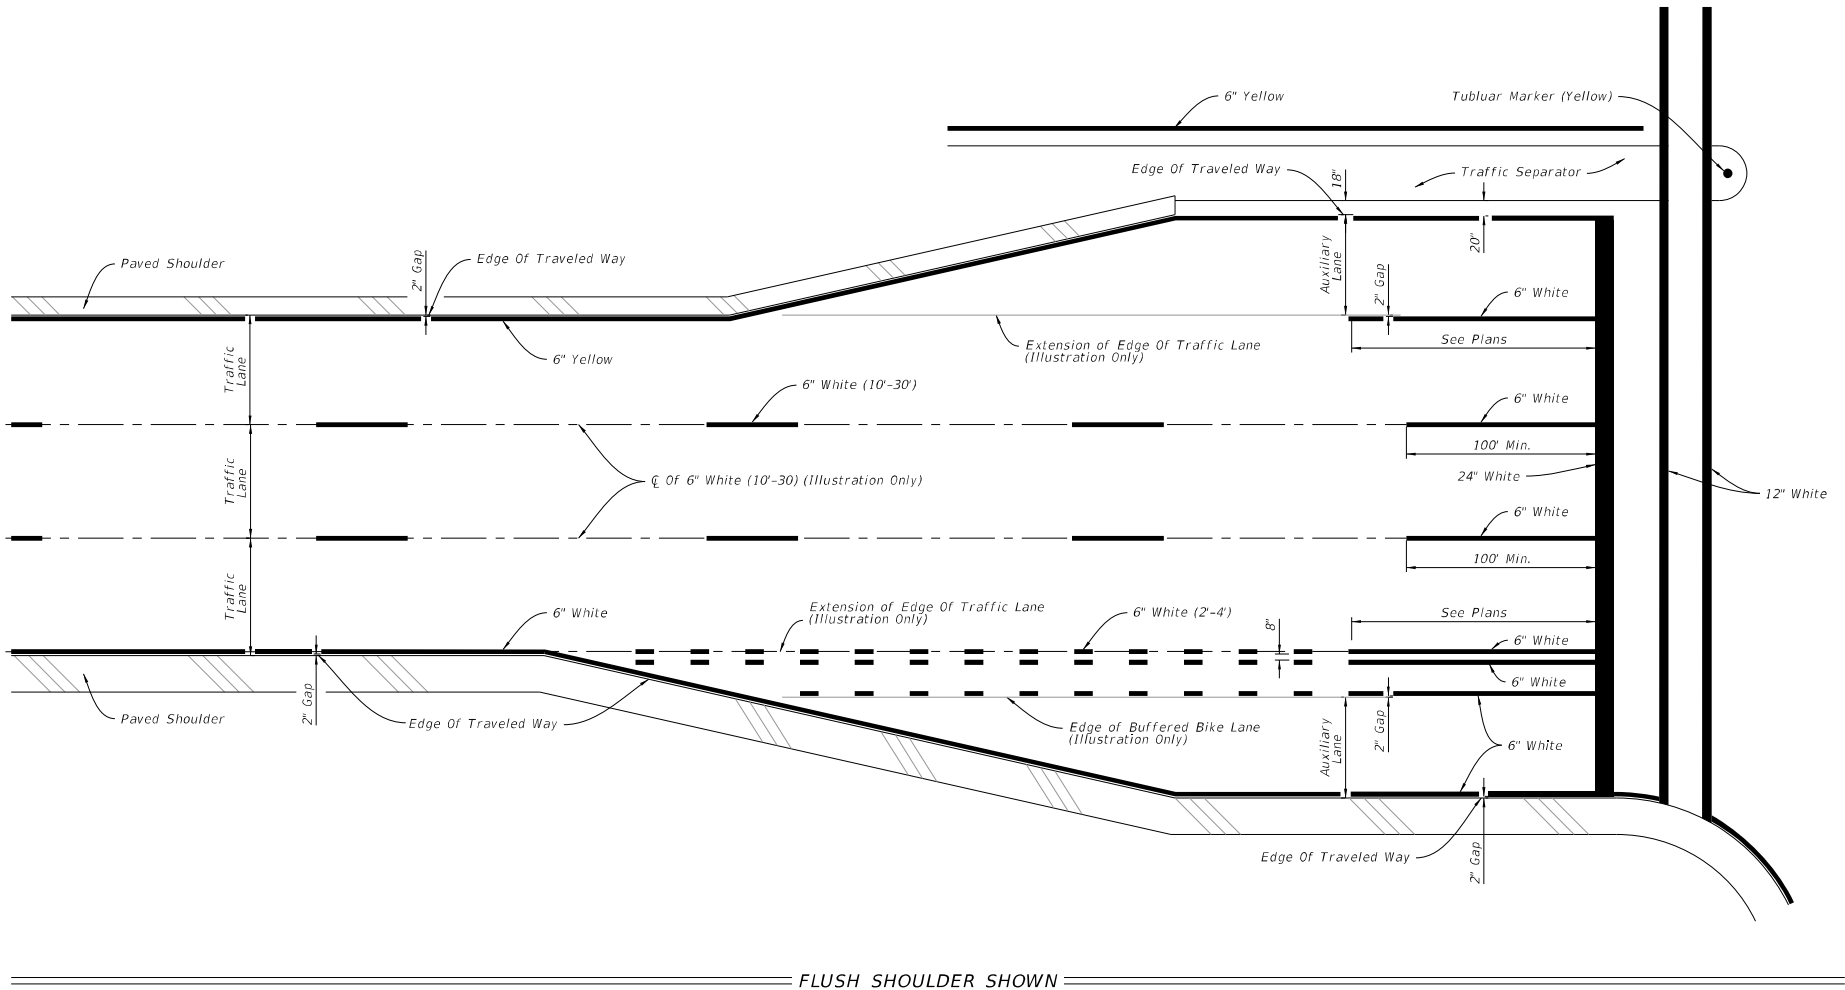 6" Yellow
Tubluar Marker (Yellow)
Edge Of Traveled Way
18"
Traffic Separator
20"
Paved Shoulder
2" Gap
Edge Of Traveled Way
Auxiliary
Lane
2" Gap
6" White
See Plans
Extension of Edge Of Traffic Lane
(Illustration Only)
6" Yellow
Traffic
Lane
6" White (10'-30')
6" White
100' Min.
Traffic
Lane
℄ Of 6" White (10'-30) (Illustration Only)
24" White
12" White
6" White
100' Min.
Traffic
Lane
6" White
Extension of Edge Of Traffic Lane
(Illustration Only)
6" White (2'-4')
8"
See Plans
6" White
6" White
Paved Shoulder
2" Gap
Edge Of Traveled Way
Edge of Buffered Bike Lane
(Illustration Only)
Auxiliary
Lane
2" Gap
6" White
Edge Of Traveled Way
2" Gap
FLUSH SHOULDER SHOWN